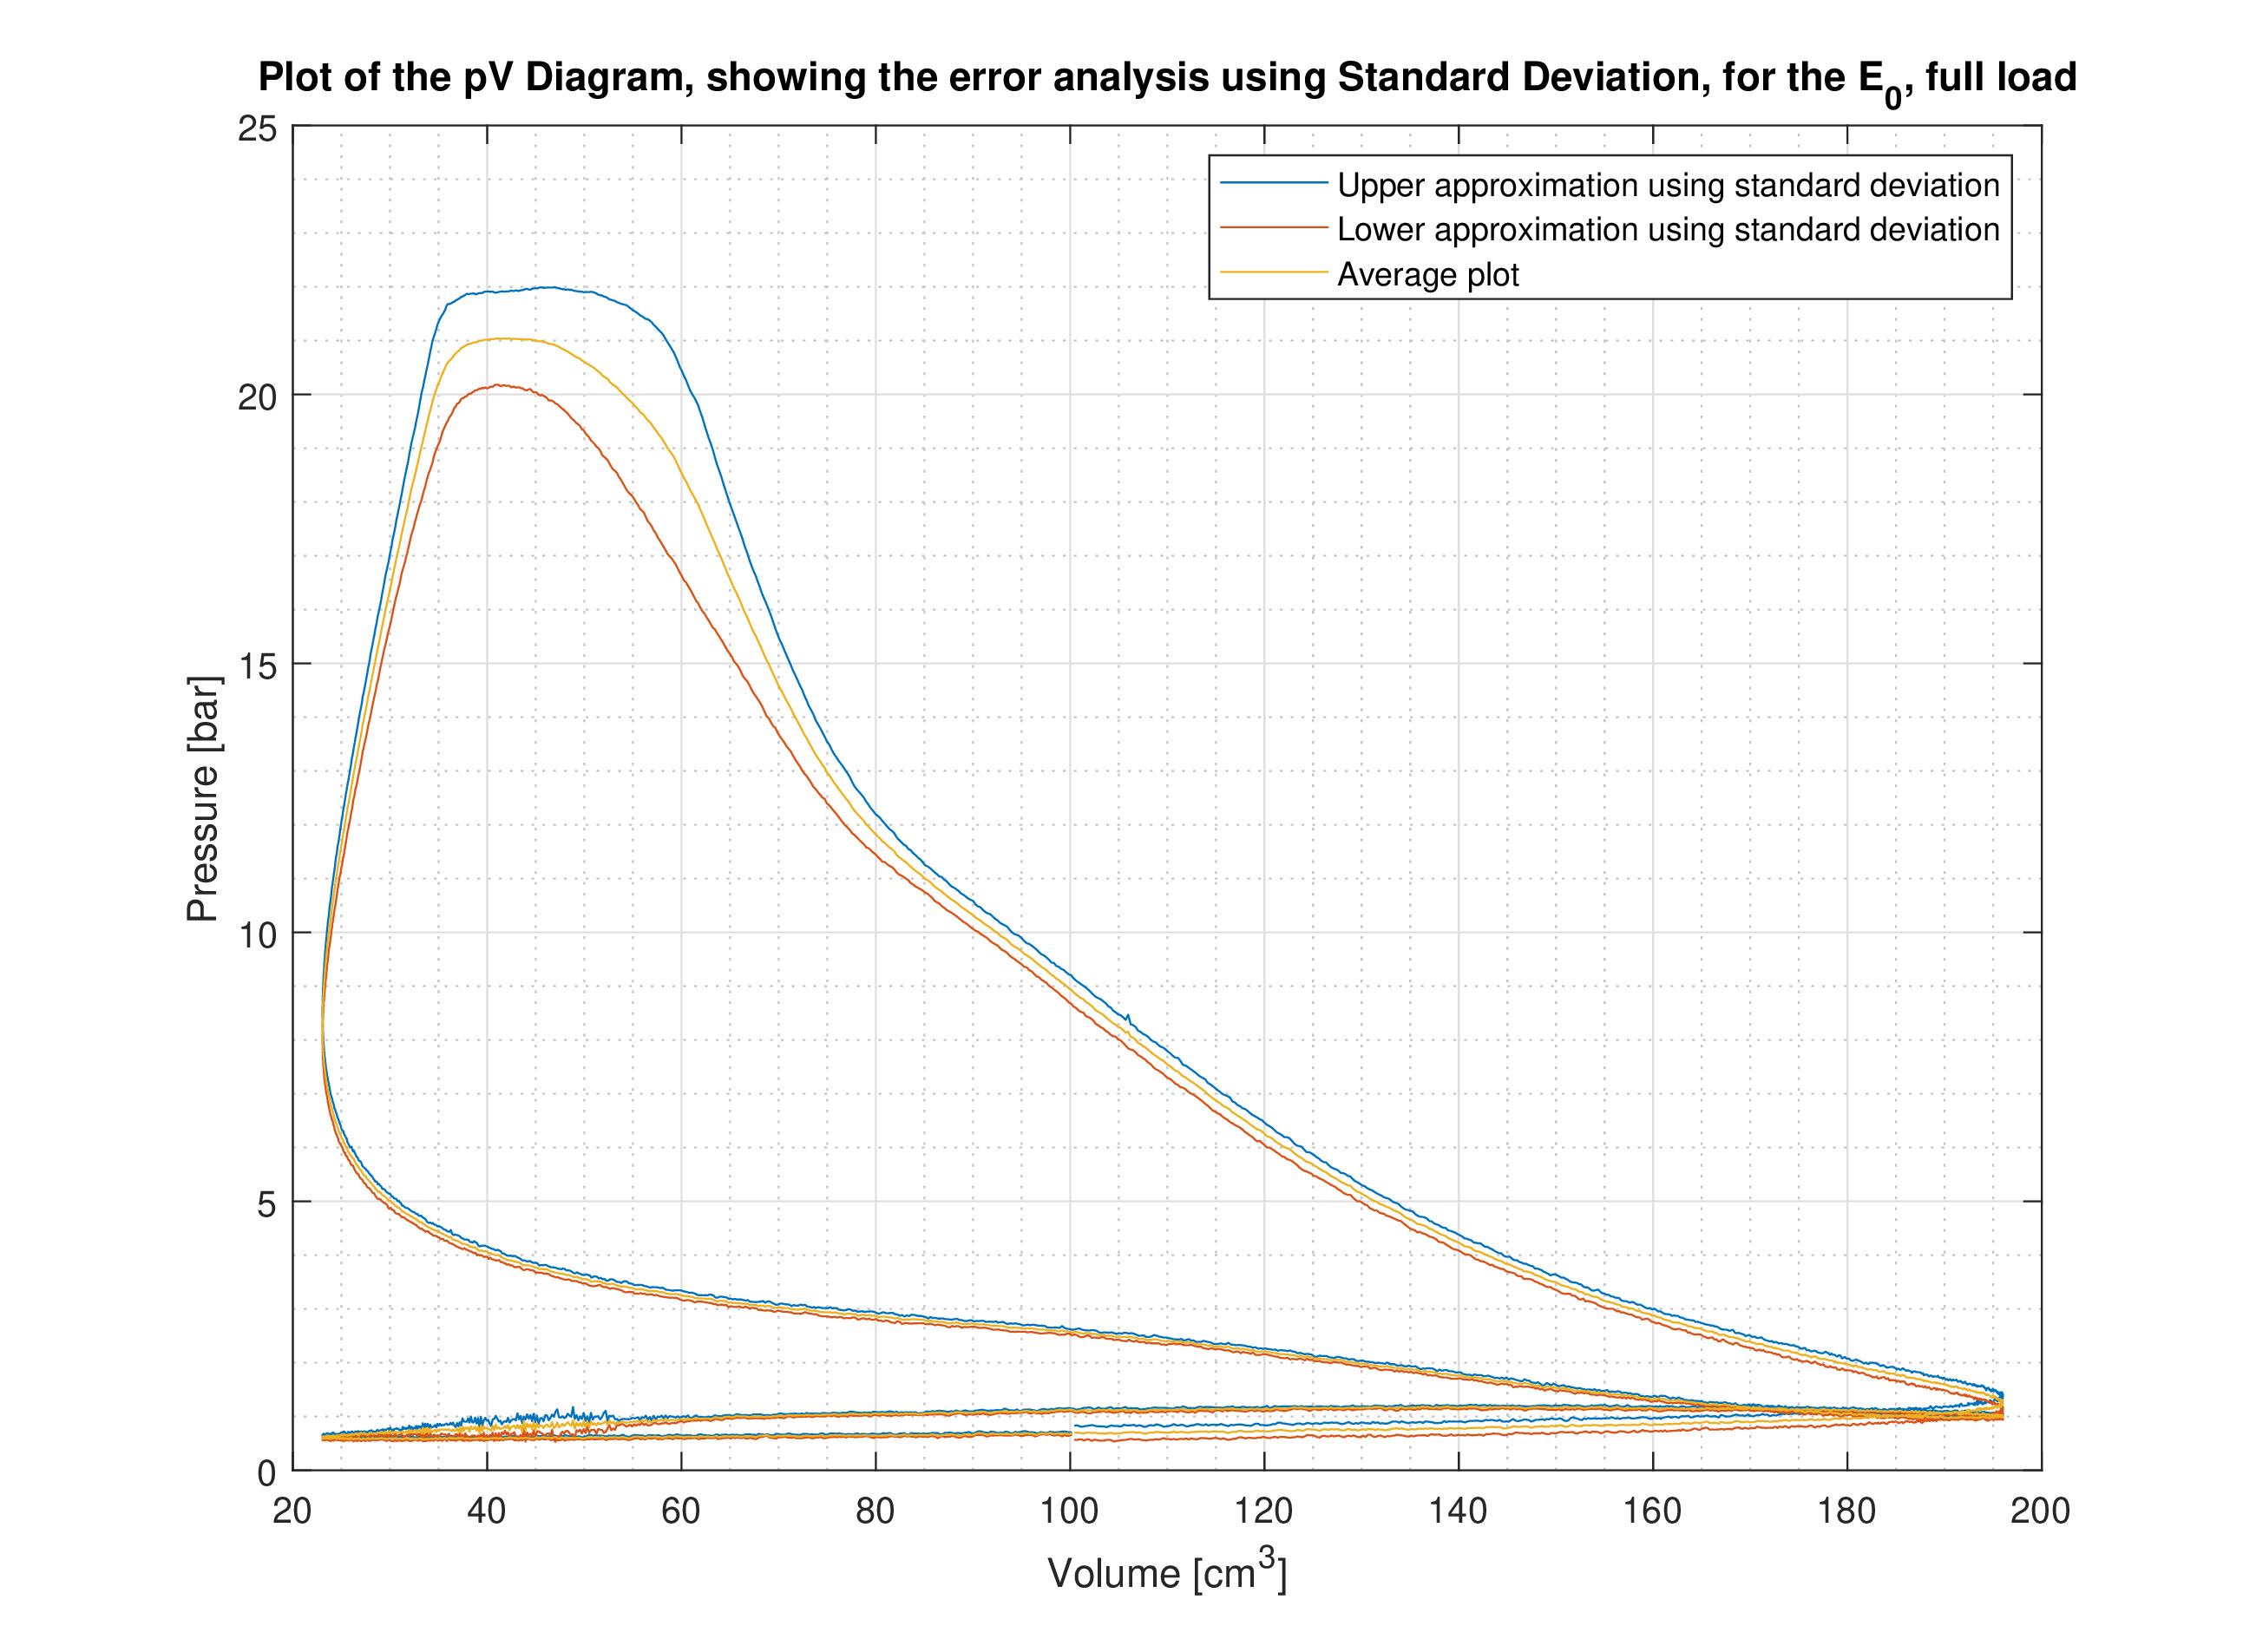 Plot of the pV Diagram, showing the error analysis using Standard Deviation, for the E0, full load
Upper approximation using standard deviation
Lower approximation using standard deviation
Average plot
25
20
15
10
5
0
Pressure [bar]
20 40 60 80 100 120 140 160 180 200
Volume [cm3]